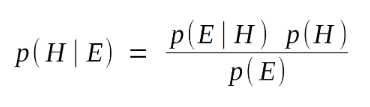 p(H | E) = p(E | H) p(H) / p(E)